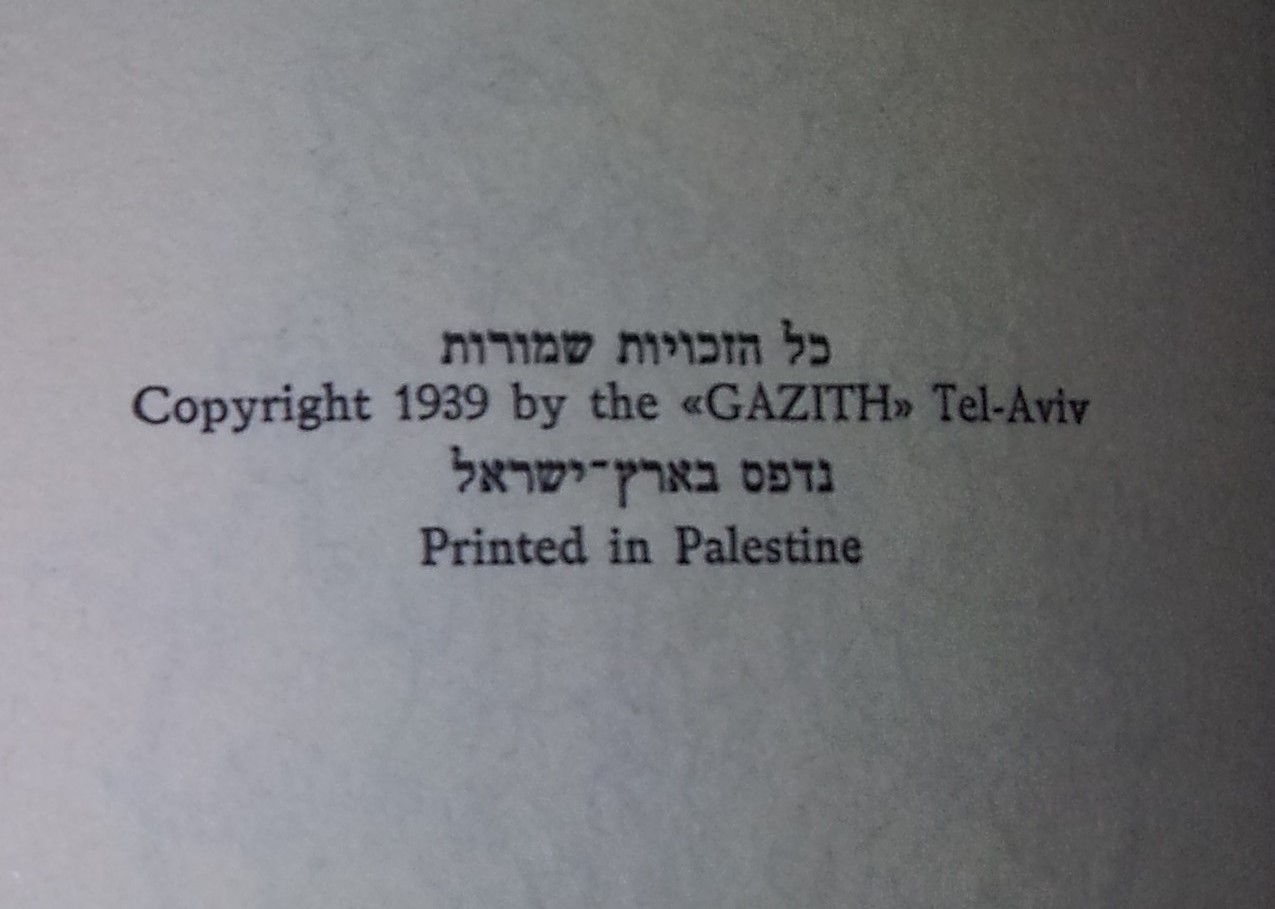 כל הזכויות שמורות
Copyright 1939 by the «GAZITH» Tel-Aviv
נדפס בארץ־ישראל
Printed in Palestine